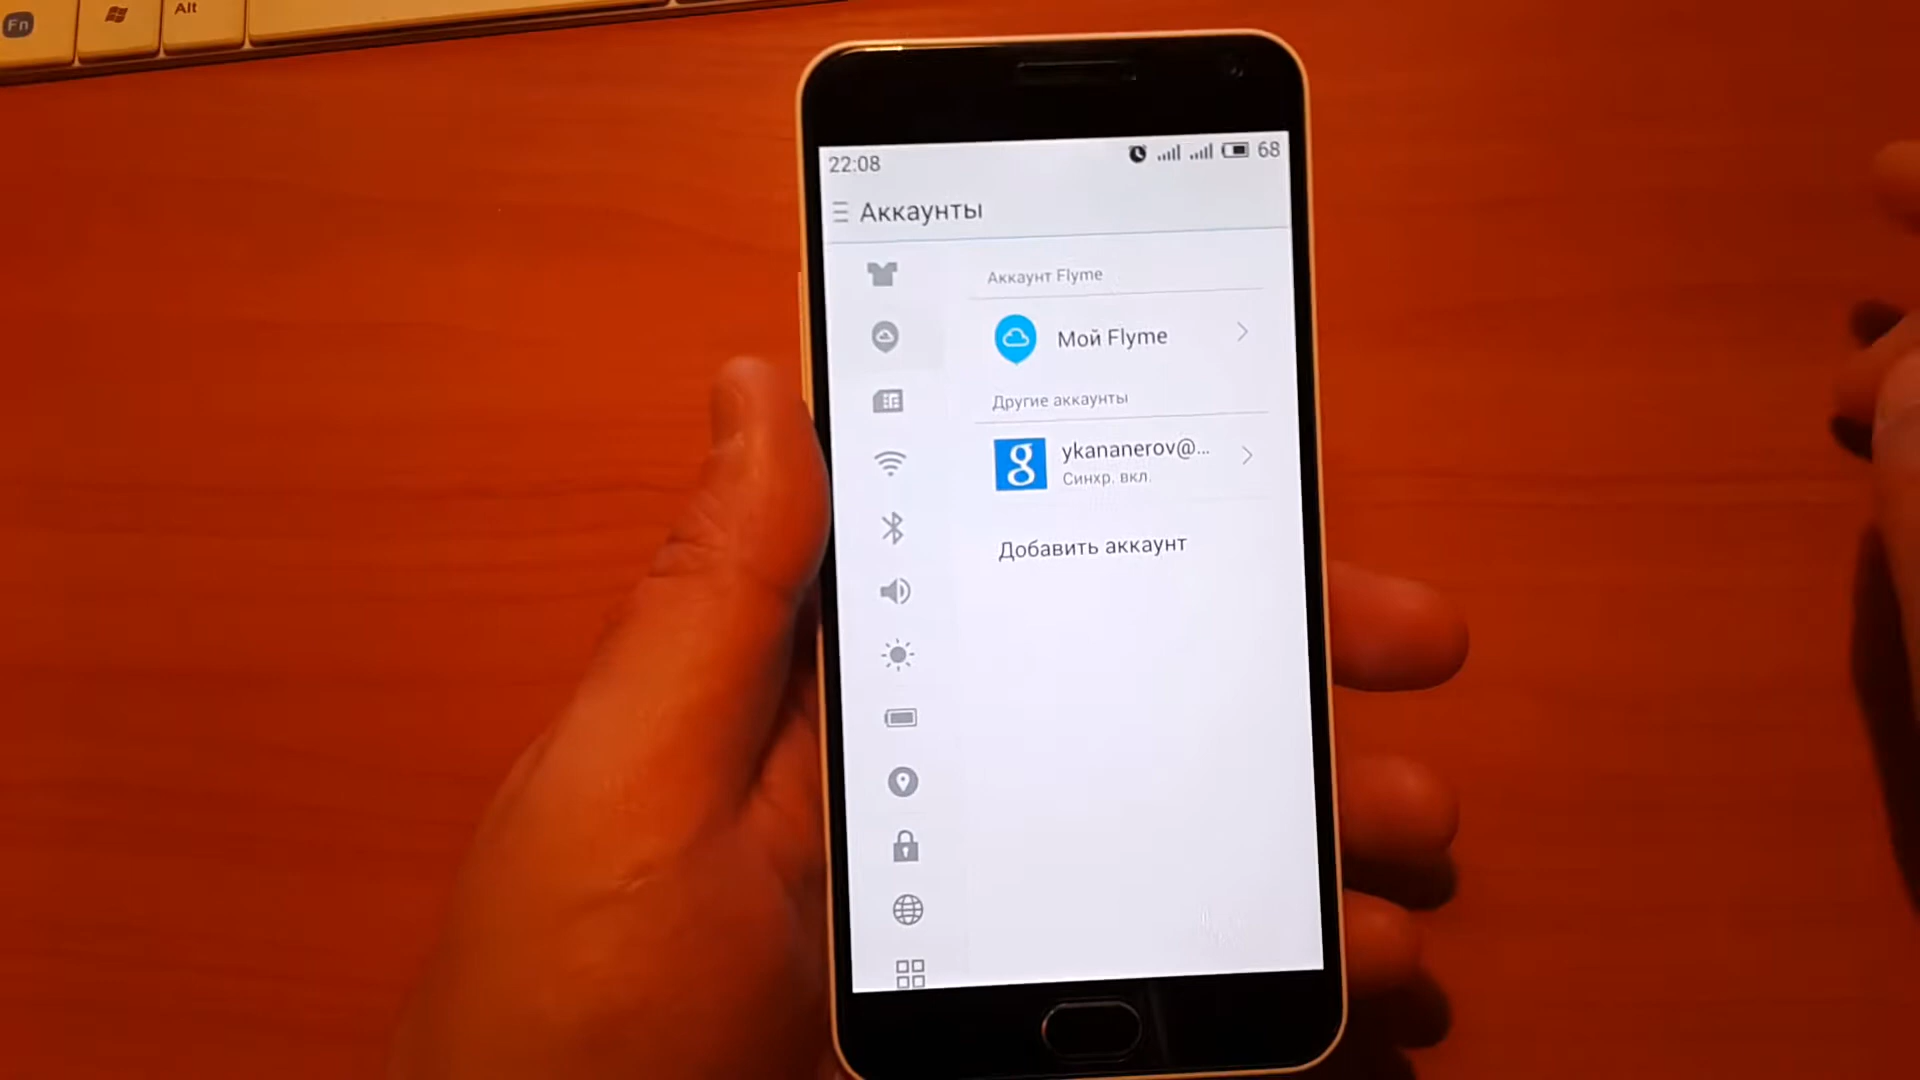 Fn
Alt
22:08
68
Аккаунты
Аккаунт Flyme
Мой Flyme
Другие аккаунты
g
ykananerov@...
Синхр. вкл.
Добавить аккаунт